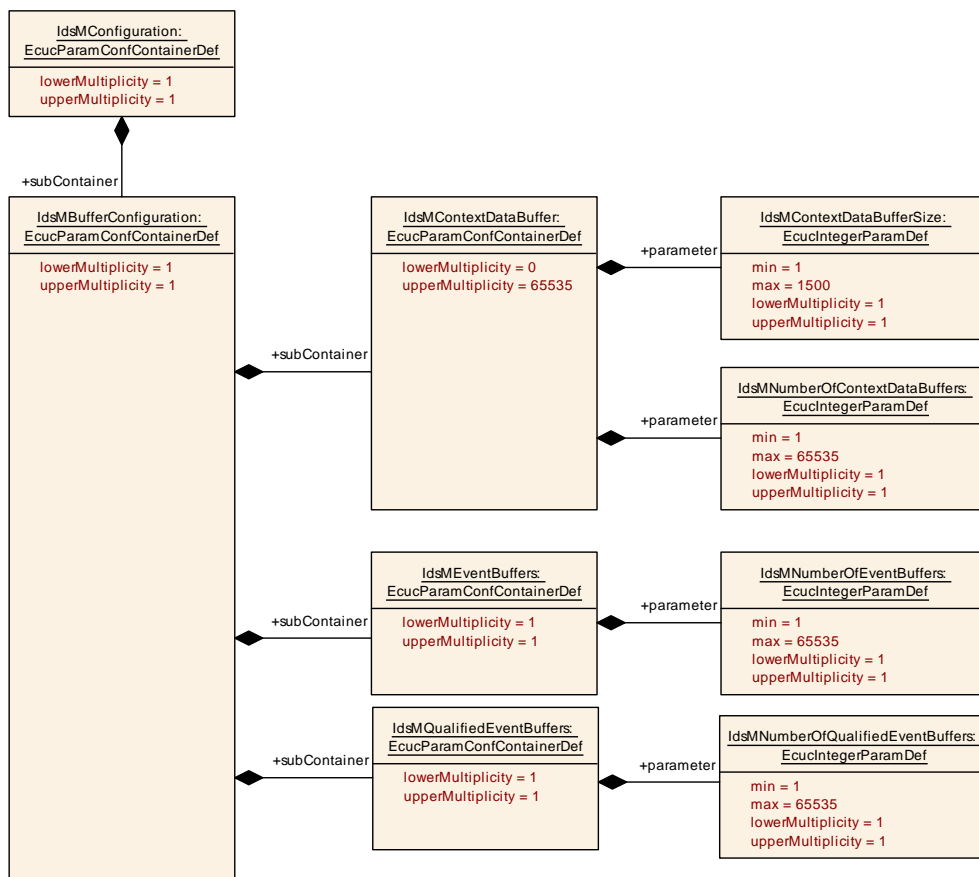 IdsMConfiguration:
EcucParamConfContainerDef
lowerMultiplicity = 1
upperMultiplicity = 1
+subContainer
IdsMBufferConfiguration:
EcucParamConfContainerDef
lowerMultiplicity = 1
upperMultiplicity = 1
+subContainer
IdsMContextDataBuffer:
EcucParamConfContainerDef
lowerMultiplicity = 0
upperMultiplicity = 65535
+parameter
IdsMContextDataBufferSize:
EcucIntegerParamDef
min = 1
max = 1500
lowerMultiplicity = 1
upperMultiplicity = 1
+parameter
IdsMNumberOfContextDataBuffers:
EcucIntegerParamDef
min = 1
max = 65535
lowerMultiplicity = 1
upperMultiplicity = 1
+subContainer
IdsMEventBuffers:
EcucParamConfContainerDef
lowerMultiplicity = 1
upperMultiplicity = 1
+parameter
IdsMNumberOfEventBuffers:
EcucIntegerParamDef
min = 1
max = 65535
lowerMultiplicity = 1
upperMultiplicity = 1
+subContainer
IdsMQualifiedEventBuffers:
EcucParamConfContainerDef
lowerMultiplicity = 1
upperMultiplicity = 1
+parameter
IdsMNumberOfQualifiedEventBuffers:
EcucIntegerParamDef
min = 1
max = 65535
lowerMultiplicity = 1
upperMultiplicity = 1